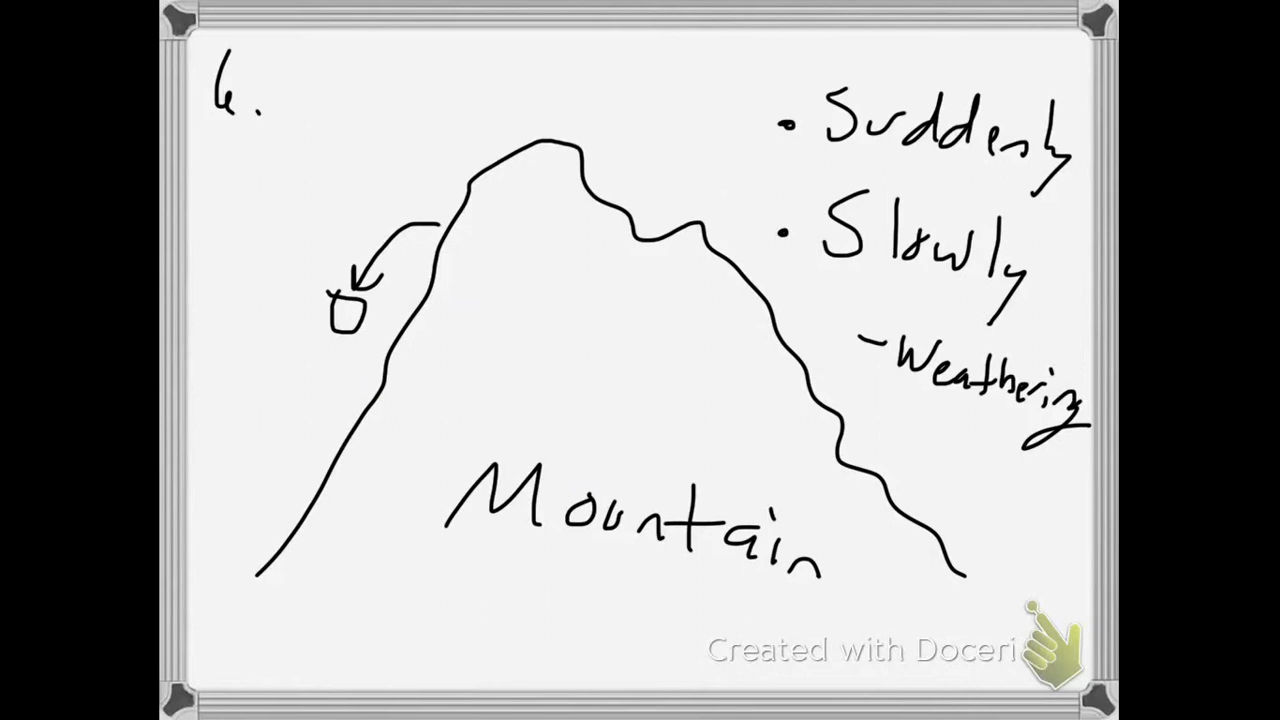 6.
• Suddenly
• Slowly
- Weathering
Mountain
Created with Doceri